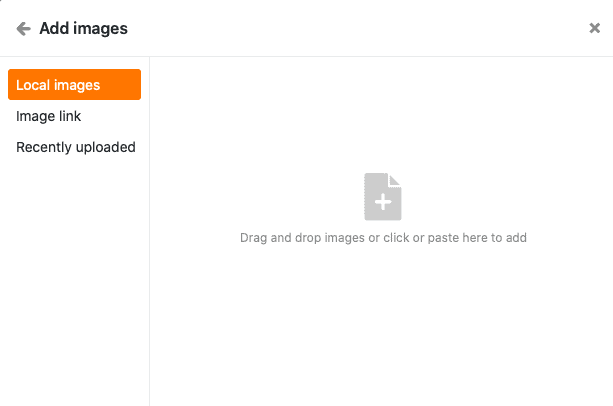 Add images
Local images
Image link
Recently uploaded
Drag and drop images or click or paste here to add